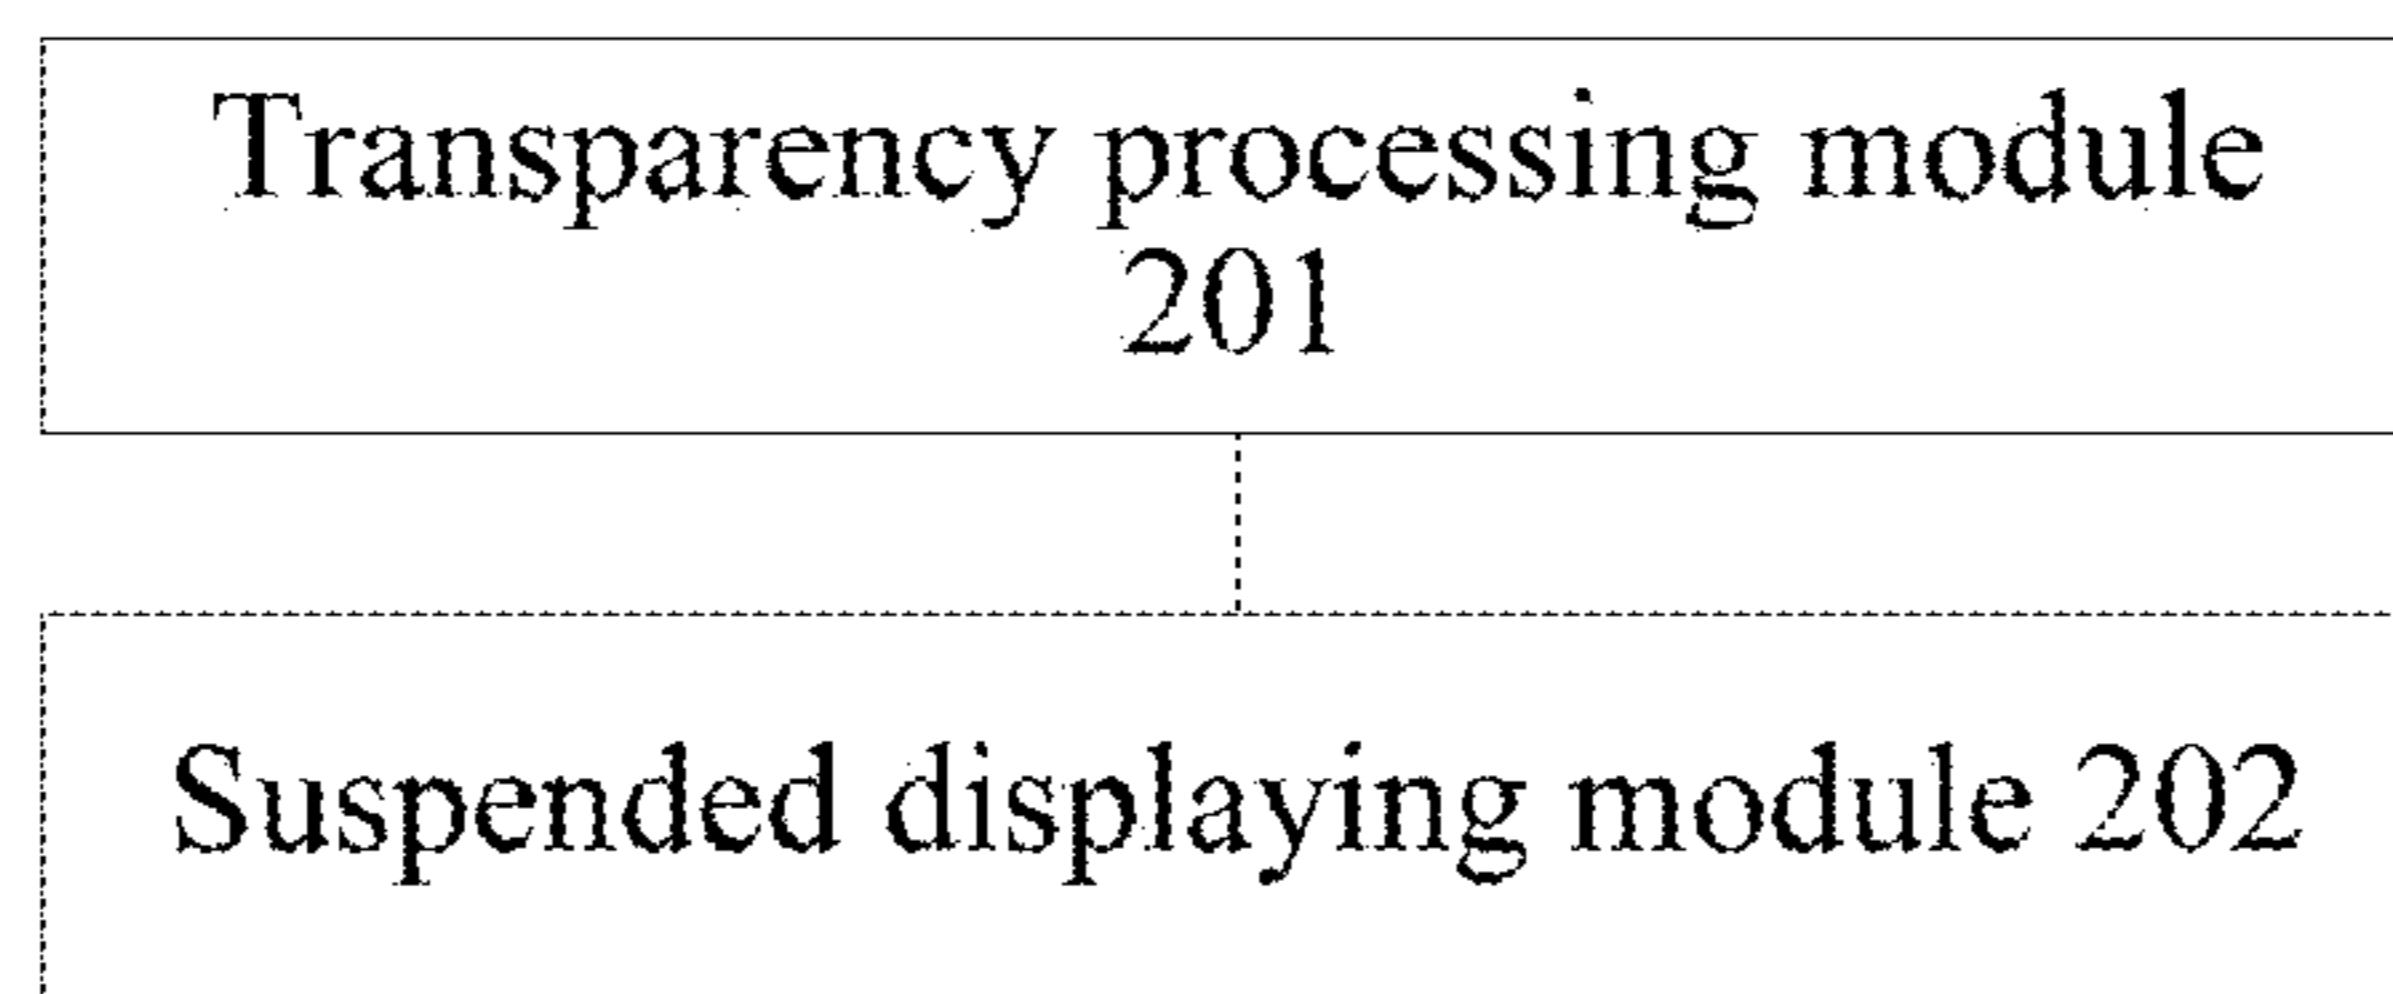 Transparency processing module
201
Suspended displaying module 202